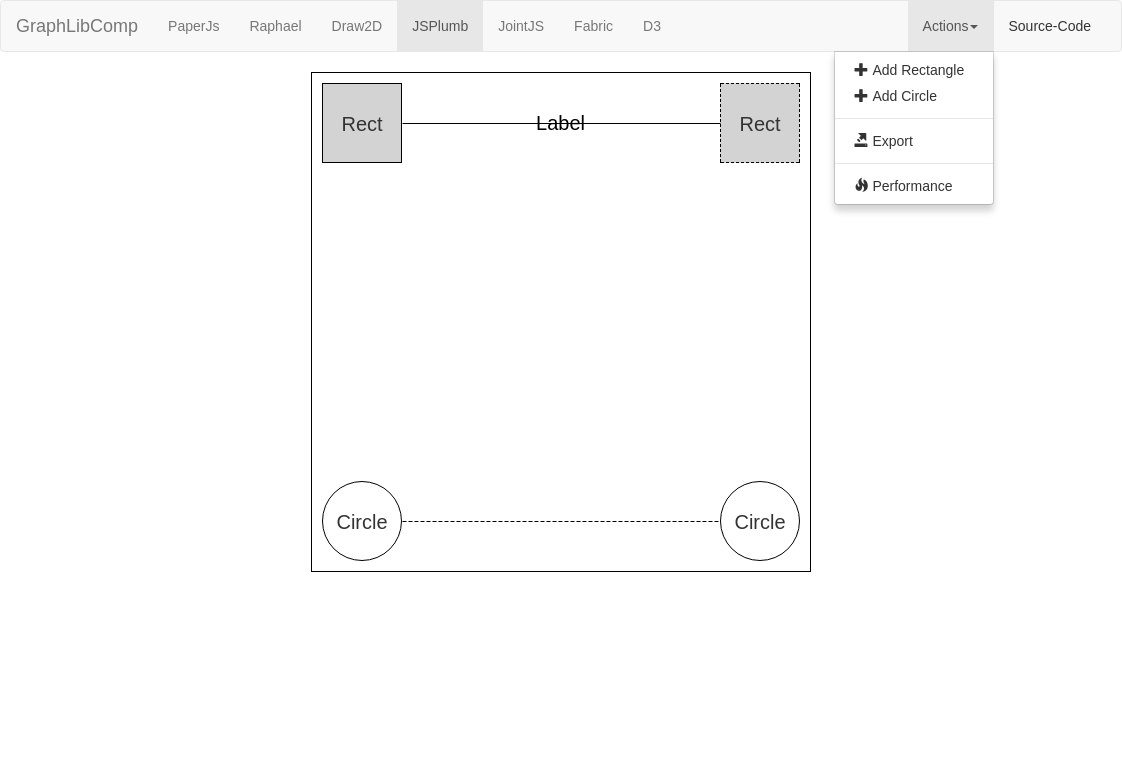 GraphLibComp PaperJs Raphael Draw2D JSPlumb JointJS Fabric D3 Actions Source-Code
Add Rectangle
Add Circle
Export
Performance
Rect Label Rect
Circle Circle